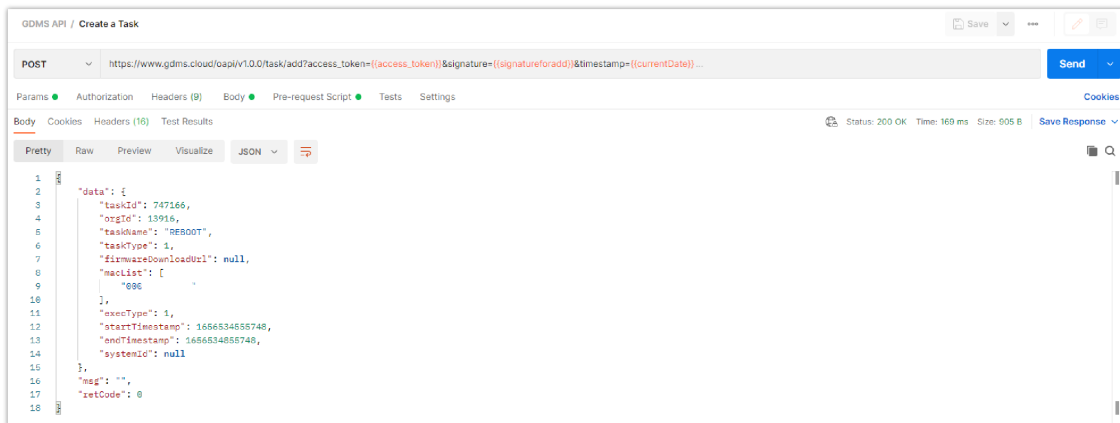 GDMS API / Create a Task
Save
POST https://www.gdms.cloud/oapi/v1.0.0/task/add?access_token={{access_token}}&signature={{signatureforadd}}&timestamp={{currentDate}} ...
Send
Params Authorization Headers (9) Body Pre-request Script Tests Settings
Cookies
Body Cookies Headers (16) Test Results
Status: 200 OK Time: 169 ms Size: 905 B Save Response
Pretty Raw Preview Visualize JSON
1 {
2 "data": {
3 "taskId": 747166,
4 "orgId": 13916,
5 "taskName": "REBOOT",
6 "taskType": 1,
7 "firmwareDownloadUrl": null,
8 "macList": [
9 "000 "
10 ],
11 "execType": 1,
12 "startTimestamp": 1656534555748,
13 "endTimestamp": 1656534855748,
14 "systemId": null
15 },
16 "msg": "",
17 "retCode": 0
18 }